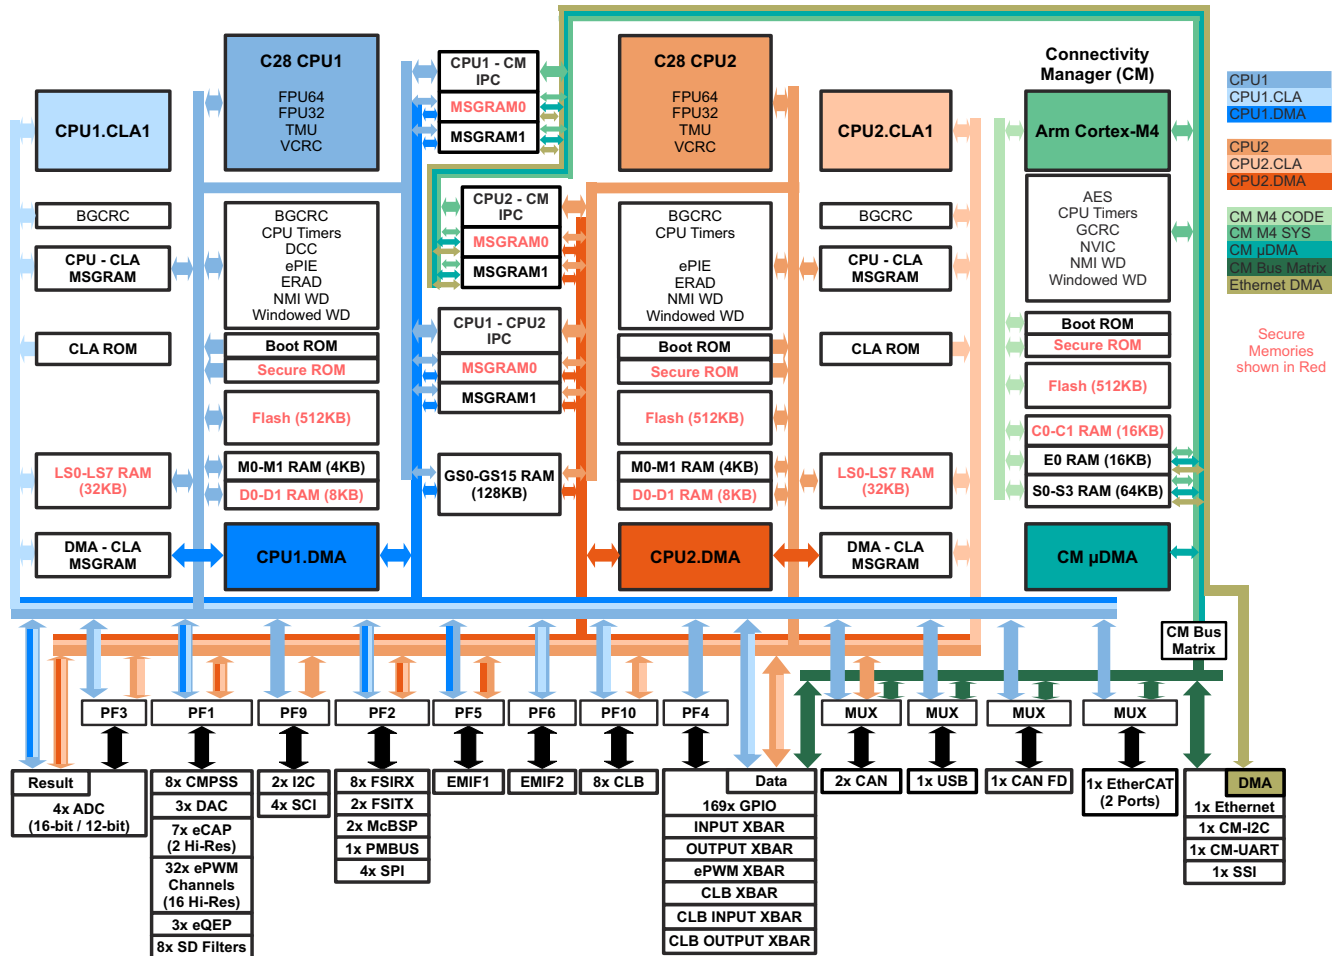 C28 CPU1
FPU64
FPU32
TMU
VCRC
CPU1.CLA1
BGCRC
CPU - CLA
MSGRAM
CLA ROM
LS0-LS7 RAM
(32KB)
DMA - CLA
MSGRAM
BGCRC
CPU Timers
DCC
ePIE
ERAD
NMI WD
Windowed WD
Boot ROM
Secure ROM
Flash (512KB)
M0-M1 RAM (4KB)
D0-D1 RAM (8KB)
CPU1.DMA
CPU1 - CM
IPC
MSGRAM0
MSGRAM1
CPU2 - CM
IPC
MSGRAM0
MSGRAM1
CPU1 - CPU2
IPC
MSGRAM0
MSGRAM1
GS0-GS15 RAM
(128KB)
C28 CPU2
FPU64
FPU32
TMU
VCRC
BGCRC
CPU Timers
ePIE
ERAD
NMI WD
Windowed WD
Boot ROM
Secure ROM
Flash (512KB)
M0-M1 RAM (4KB)
D0-D1 RAM (8KB)
CPU2.DMA
CPU2.CLA1
BGCRC
CPU - CLA
MSGRAM
CLA ROM
LS0-LS7 RAM
(32KB)
DMA - CLA
MSGRAM
Connectivity
Manager (CM)
Arm Cortex-M4
AES
CPU Timers
GCRC
NVIC
NMI WD
Windowed WD
Boot ROM
Secure ROM
Flash (512KB)
C0-C1 RAM (16KB)
E0 RAM (16KB)
S0-S3 RAM (64KB)
CM µDMA
CPU1
CPU1.CLA
CPU1.DMA
CPU2
CPU2.CLA
CPU2.DMA
CM M4 CODE
CM M4 SYS
CM µDMA
CM Bus Matrix
Ethernet DMA
Secure
Memories
shown in Red
CM Bus
Matrix
PF3
PF1
PF9
PF2
PF5
PF6
PF10
PF4
MUX
MUX
MUX
MUX
Result
4x ADC
(16-bit / 12-bit)
8x CMPSS
3x DAC
7x eCAP
(2 Hi-Res)
32x ePWM
Channels
(16 Hi-Res)
3x eQEP
8x SD Filters
2x I2C
4x SCI
8x FSIRX
2x FSITX
2x McBSP
1x PMBUS
4x SPI
EMIF1
EMIF2
8x CLB
Data
169x GPIO
INPUT XBAR
OUTPUT XBAR
ePWM XBAR
CLB XBAR
CLB INPUT XBAR
CLB OUTPUT XBAR
2x CAN
1x USB
1x CAN FD
1x EtherCAT
(2 Ports)
DMA
1x Ethernet
1x CM-I2C
1x CM-UART
1x SSI